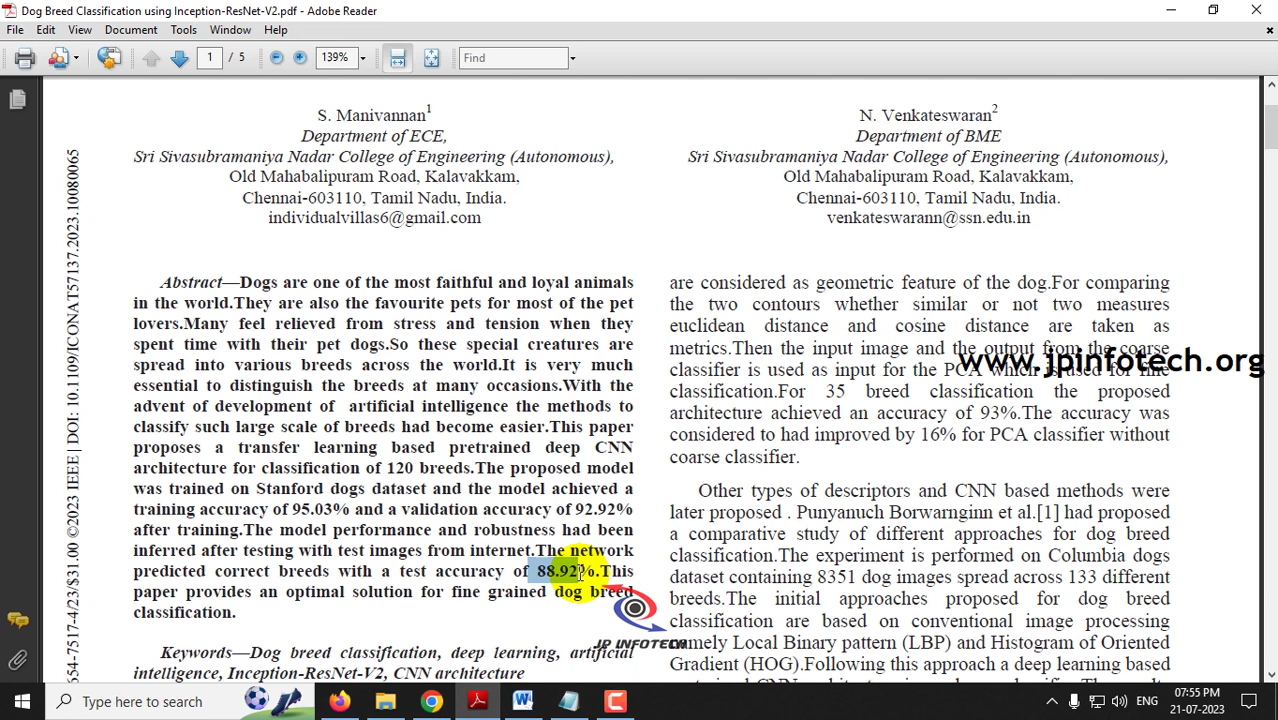 Dog Breed Classification using Inception-ResNet-V2.pdf - Adobe Reader
File Edit View Document Tools Window Help
1 / 5 139% Find
S. Manivannan1
Department of ECE,
Sri Sivasubramaniya Nadar College of Engineering (Autonomous),
Old Mahabalipuram Road, Kalavakkam,
Chennai-603110, Tamil Nadu, India.
individualvillas6@gmail.com
N. Venkateswaran2
Department of BME
Sri Sivasubramaniya Nadar College of Engineering (Autonomous),
Old Mahabalipuram Road, Kalavakkam,
Chennai-603110, Tamil Nadu, India.
venkateswarann@ssn.edu.in
654-7517-4/23/$31.00 ©2023 IEEE | DOI: 10.1109/ICONAT57137.2023.10080065
Abstract—Dogs are one of the most faithful and loyal animals
in the world.They are also the favourite pets for most of the pet
lovers.Many feel relieved from stress and tension when they
spent time with their pet dogs.So these special creatures are
spread into various breeds across the world.It is very much
essential to distinguish the breeds at many occasions.With the
advent of development of artificial intelligence the methods to
classify such large scale of breeds had become easier.This paper
proposes a transfer learning based pretrained deep CNN
architecture for classification of 120 breeds.The proposed model
was trained on Stanford dogs dataset and the model achieved a
training accuracy of 95.03% and a validation accuracy of 92.92%
after training.The model performance and robustness had been
inferred after testing with test images from internet.The network
predicted correct breeds with a test accuracy of 88.92%.This
paper provides an optimal solution for fine grained dog breed
classification.
Keywords—Dog breed classification, deep learning, artificial
intelligence, Inception-ResNet-V2, CNN architecture
are considered as geometric feature of the dog.For comparing
the two contours whether similar or not two measures
euclidean distance and cosine distance are taken as
metrics.Then the input image and the output from the coarse
classifier is used as input for the PCA which is used for fine
classification.For 35 breed classification the proposed
architecture achieved an accuracy of 93%.The accuracy was
considered to had improved by 16% for PCA classifier without
coarse classifier.
Other types of descriptors and CNN based methods were
later proposed . Punyanuch Borwarnginn et al.[1] had proposed
a comparative study of different approaches for dog breed
classification.The experiment is performed on Columbia dogs
dataset containing 8351 dog images spread across 133 different
breeds.The initial approaches proposed for dog breed
classification are based on conventional image processing
namely Local Binary pattern (LBP) and Histogram of Oriented
Gradient (HOG).Following this approach a deep learning based
www.jpinfotech.org
JP INFOTECH
Type here to search
ENG
07:55 PM
21-07-2023